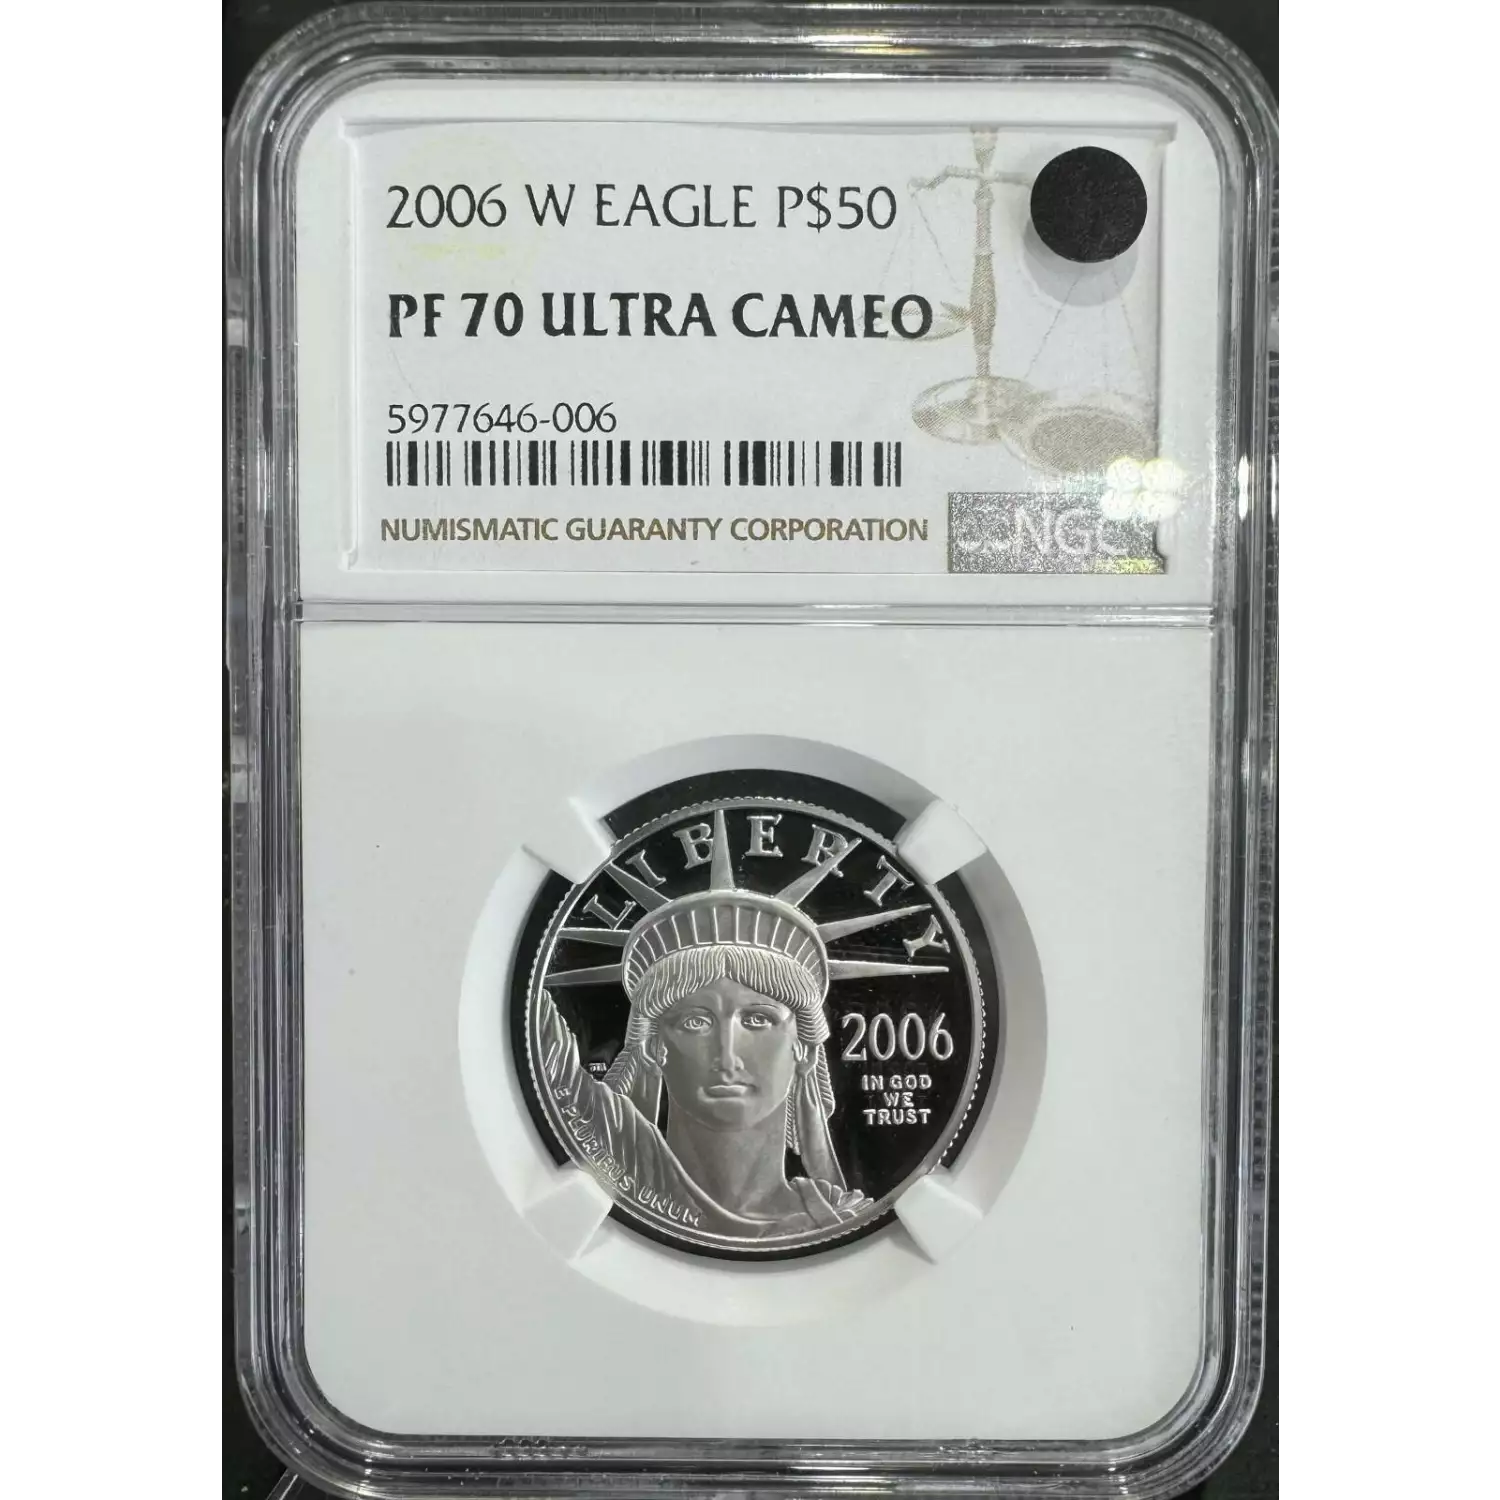 2006 W EAGLE P$50
PF 70 ULTRA CAMEO
5977646-006
NUMISMATIC GUARANTY CORPORATION
NGC
LIBERTY
2006
IN GOD
WE
TRUST
E PLURIBUS UNUM